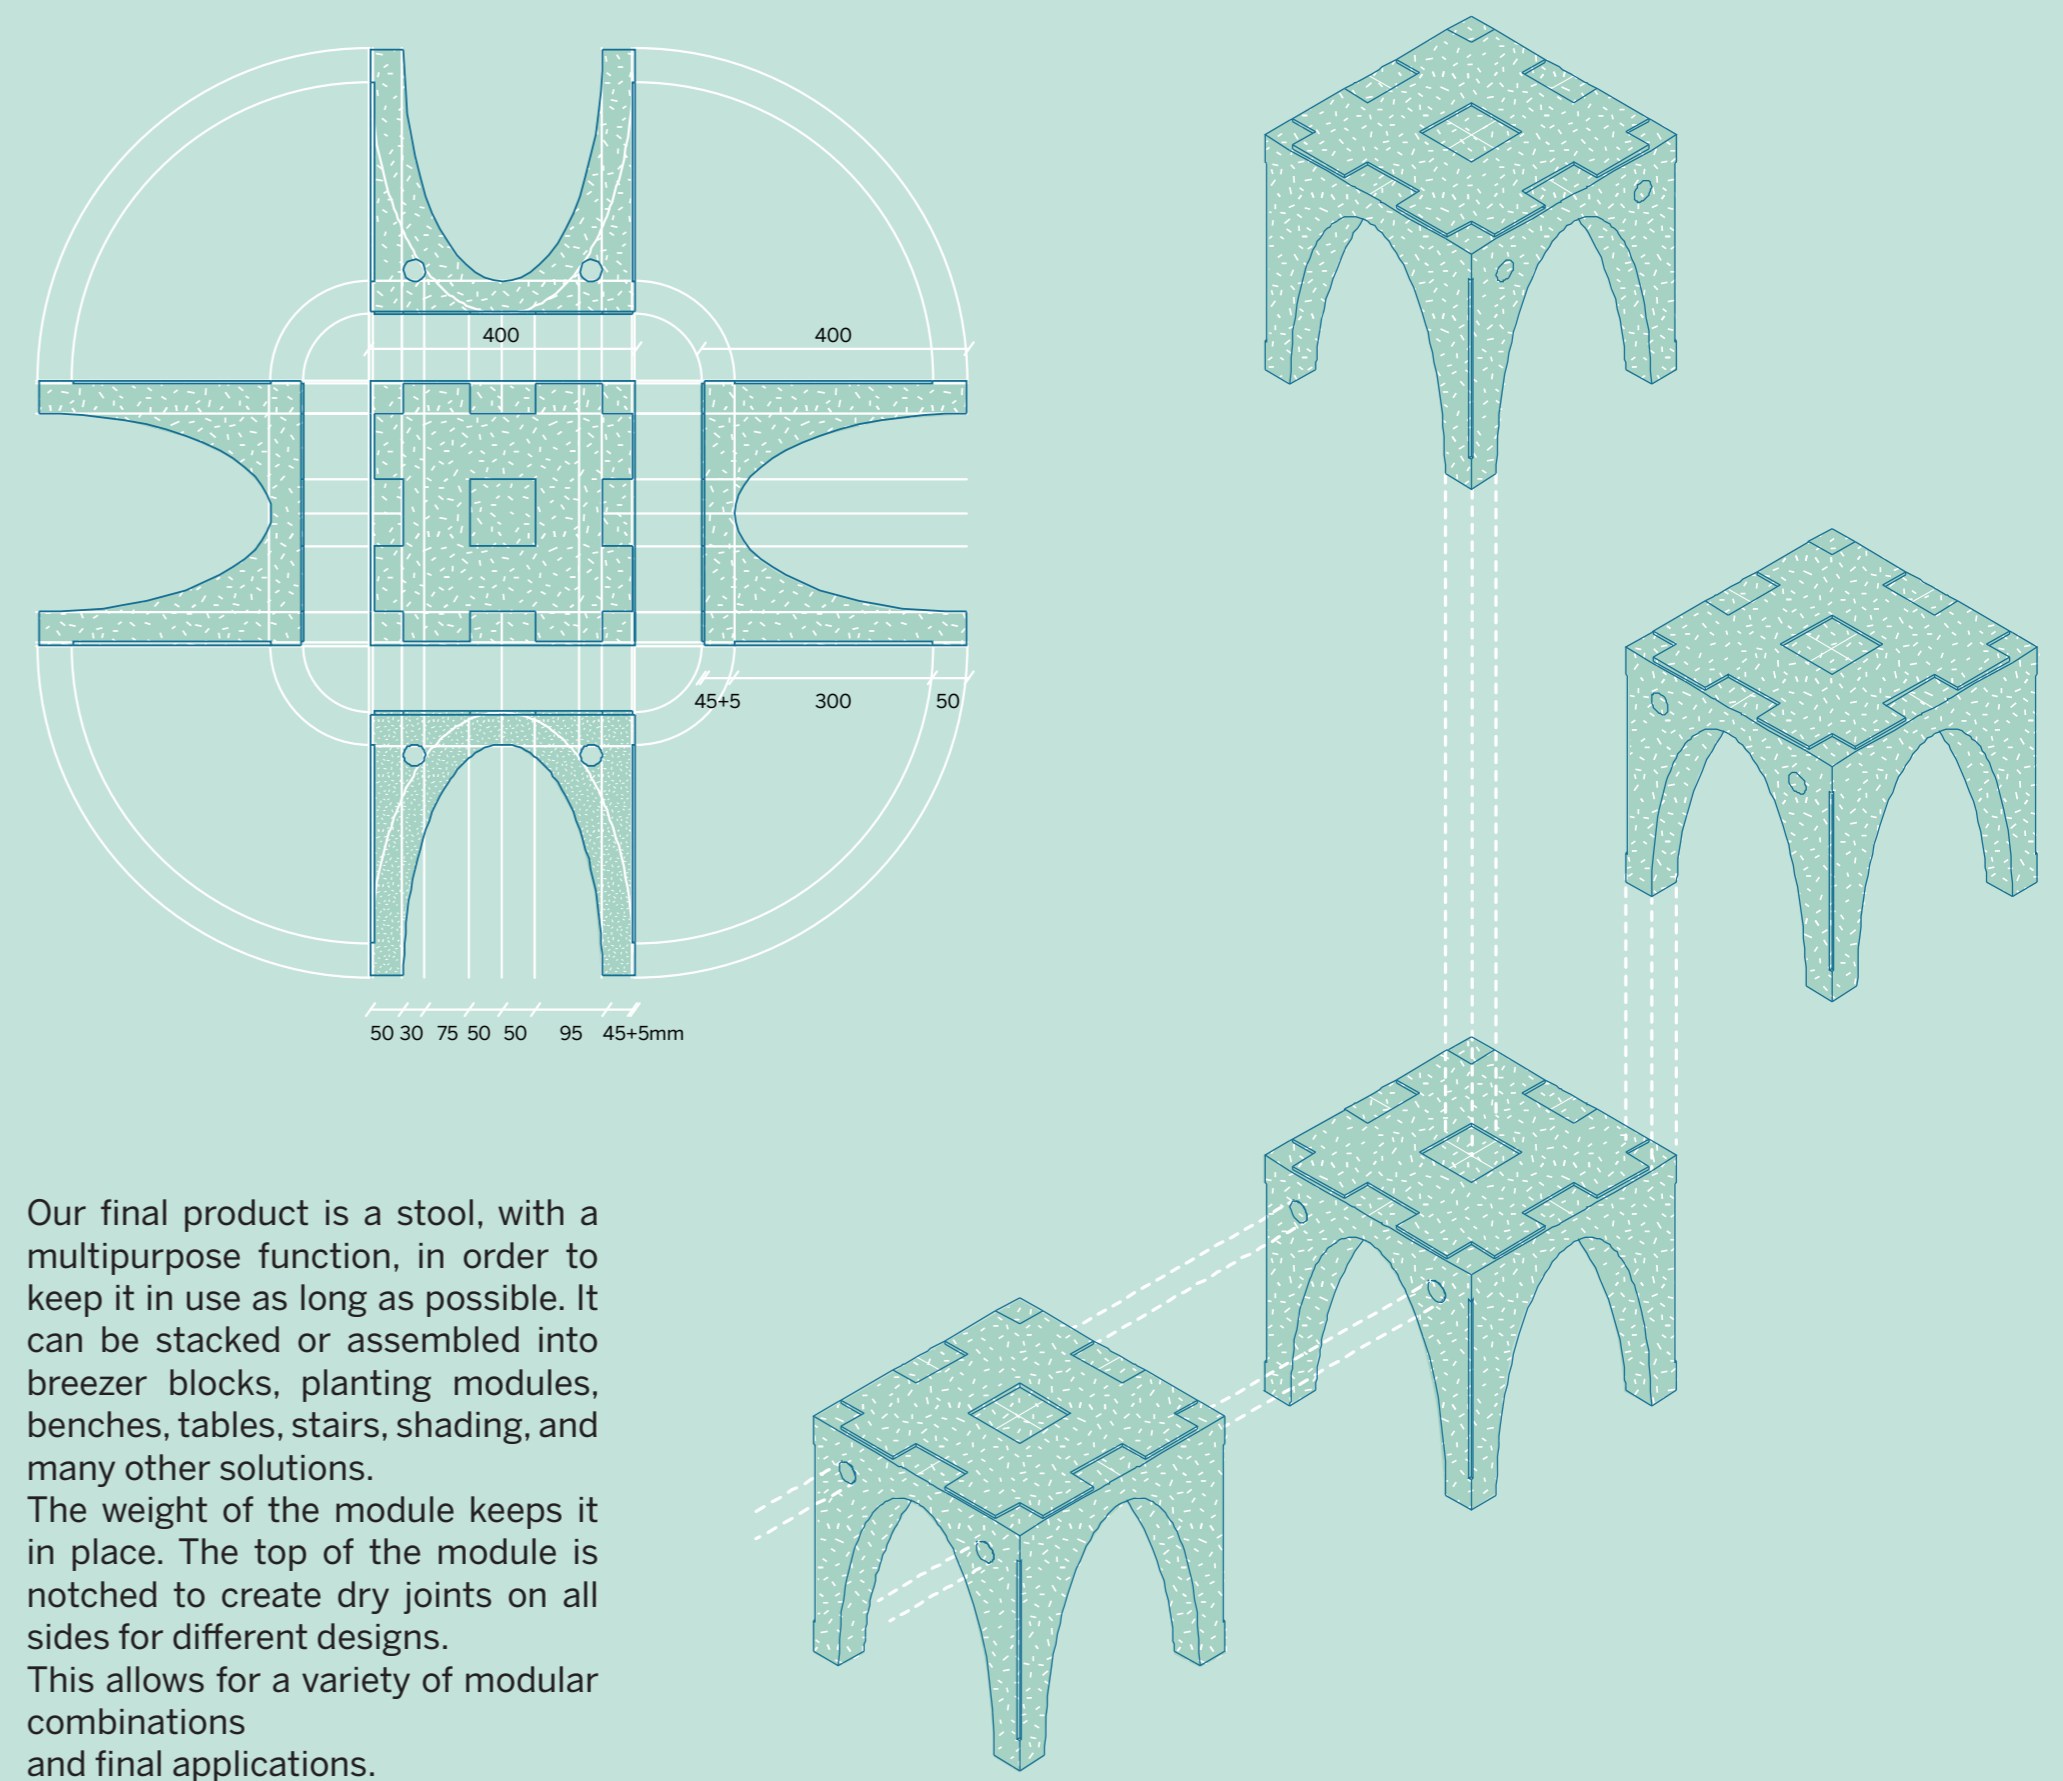 400
400
45+5
300
50
50 30 75 50 50 95 45+5mm
Our final product is a stool, with a
multipurpose function, in order to
keep it in use as long as possible. It
can be stacked or assembled into
breezer blocks, planting modules,
benches, tables, stairs, shading, and
many other solutions.
The weight of the module keeps it
in place. The top of the module is
notched to create dry joints on all
sides for different designs.
This allows for a variety of modular
combinations
and final applications.